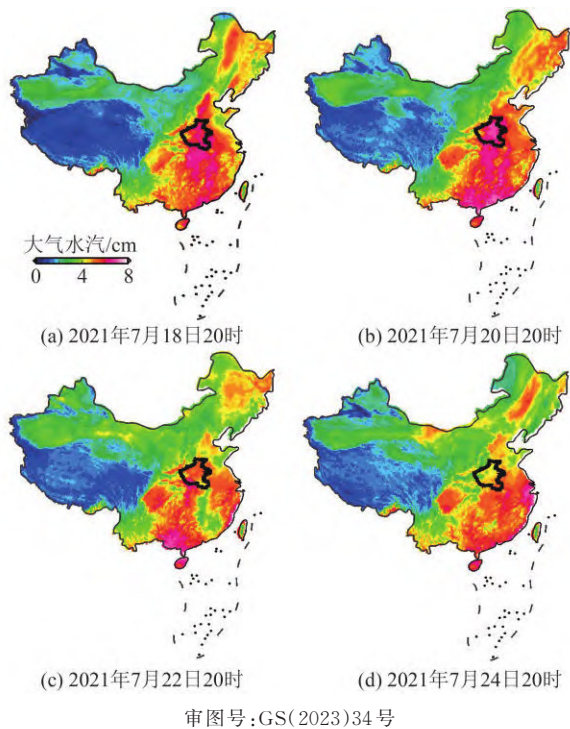 大气水汽/cm
0 4 8
(a) 2021年7月18日20时
(b) 2021年7月20日20时
(c) 2021年7月22日20时
(d) 2021年7月24日20时
审图号:GS(2023)34号